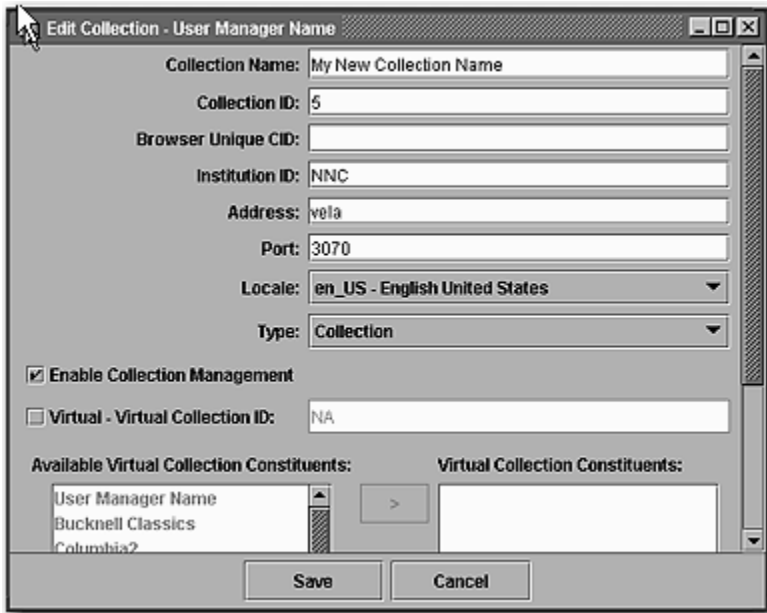 Edit Collection - User Manager Name
Collection Name: My New Collection Name
Collection ID: 5
Browser Unique CID:
Institution ID: NNC
Address: vela
Port: 3070
Locale: en_US - English United States
Type: Collection
Enable Collection Management
Virtual - Virtual Collection ID: NA
Available Virtual Collection Constituents: Virtual Collection Constituents:
User Manager Name
>
Bucknell Classics
Columbia2
Save Cancel